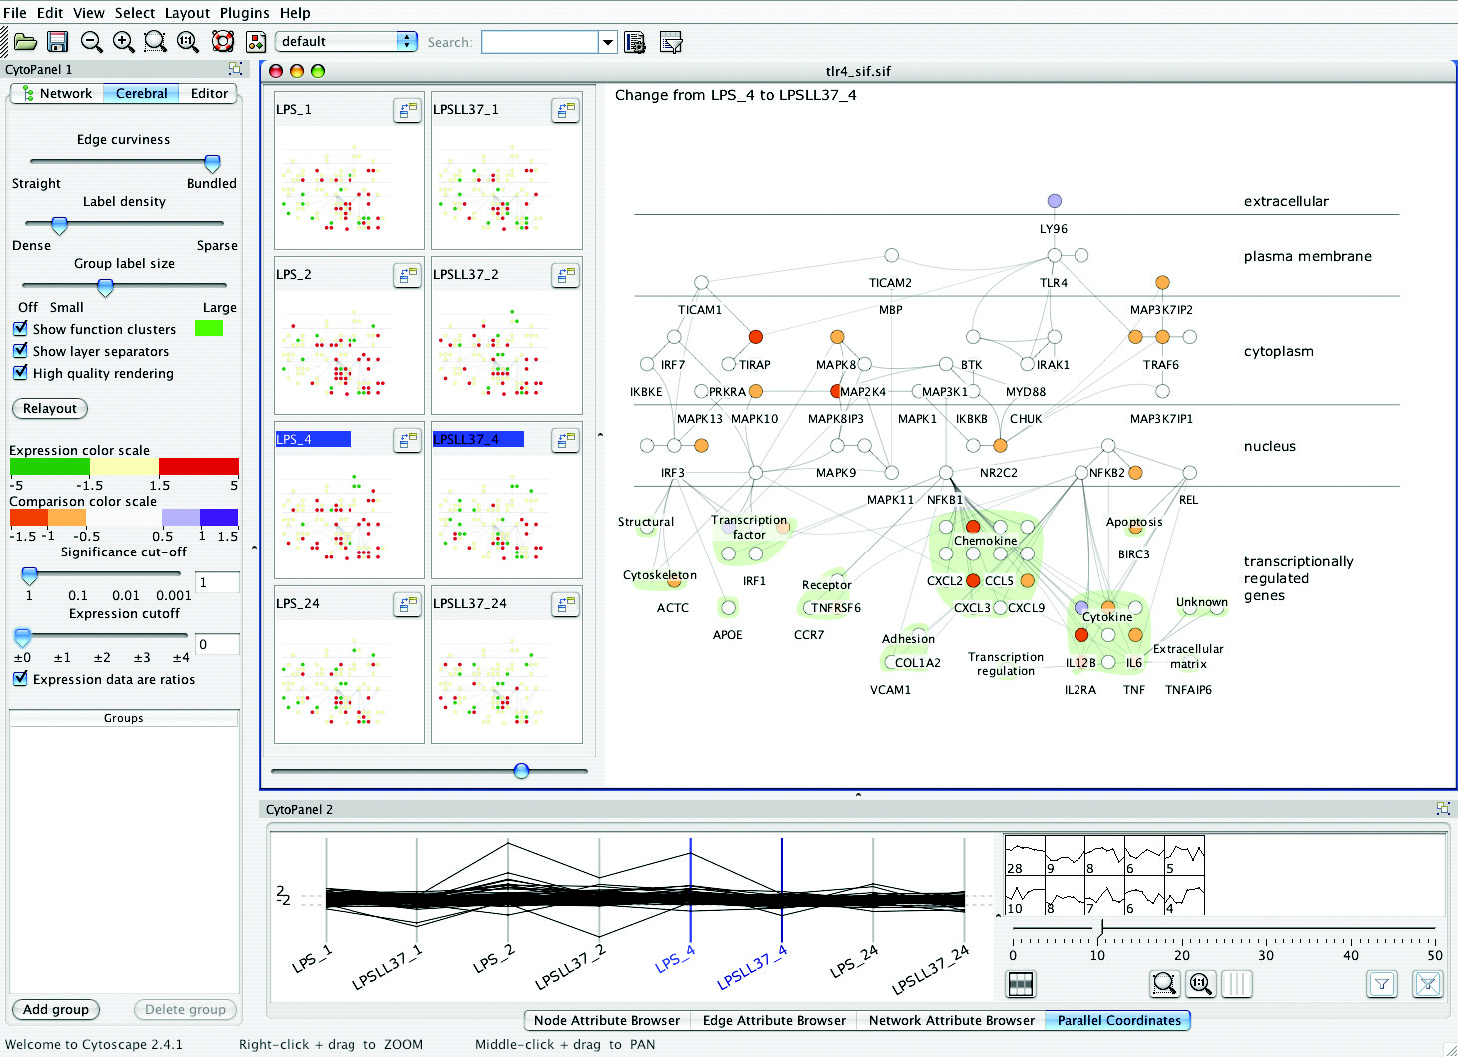 File Edit View Select Layout Plugins Help
default Search:
CytoPanel 1
Network Cerebral Editor
Edge curviness
Straight Bundled
Label density
Dense Sparse
Group label size
Off Small Large
Show function clusters
Show layer separators
High quality rendering
Relayout
Expression color scale
-5 -1.5 1.5 5
Comparison color scale
-1.5 -1 -0.5 0.5 1 1.5
Significance cut-off
1
1 0.1 0.01 0.001
Expression cutoff
0
±0 ±1 ±2 ±3 ±4
Expression data are ratios
Groups
Add group Delete group
tlr4_sif.sif
LPS_1 LPSLL37_1
LPS_2 LPSLL37_2
LPS_4 LPSLL37_4
LPS_24 LPSLL37_24
Change from LPS_4 to LPSLL37_4
extracellular
LY96
plasma membrane
TICAM2 TLR4
TICAM1 MBP MAP3K7IP2
cytoplasm
IRF7 TIRAP MAPK8 BTK IRAK1 TRAF6
IKBKE PRKRA MAP2K4 MAP3K1 MYD88
MAPK13 MAPK10 MAPK8IP3 MAPK1 IKBKB CHUK MAP3K7IP1
nucleus
IRF3 MAPK9 NR2C2 NFKB2
MAPK11 NFKB1 REL
Structural Transcription factor Chemokine Apoptosis
BIRC3
transcriptionally
regulated
genes
Cytoskeleton IRF1 Receptor CXCL2 CCL5
ACTC TNFRSF6 CXCL3 CXCL9 Unknown
APOE CCR7 Cytokine
Adhesion
COL1A2 Transcription regulation IL12B IL6 Extracellular matrix
VCAM1 IL2RA TNF TNFAIP6
CytoPanel 2
2
-2
LPS_1 LPSLL37_1 LPS_2 LPSLL37_2 LPS_4 LPSLL37_4 LPS_24 LPSLL37_24
28 9 8 6 5
10 8 7 6 4
0 10 20 30 40 50
Node Attribute Browser Edge Attribute Browser Network Attribute Browser Parallel Coordinates
Welcome to Cytoscape 2.4.1 Right-click + drag to ZOOM Middle-click + drag to PAN